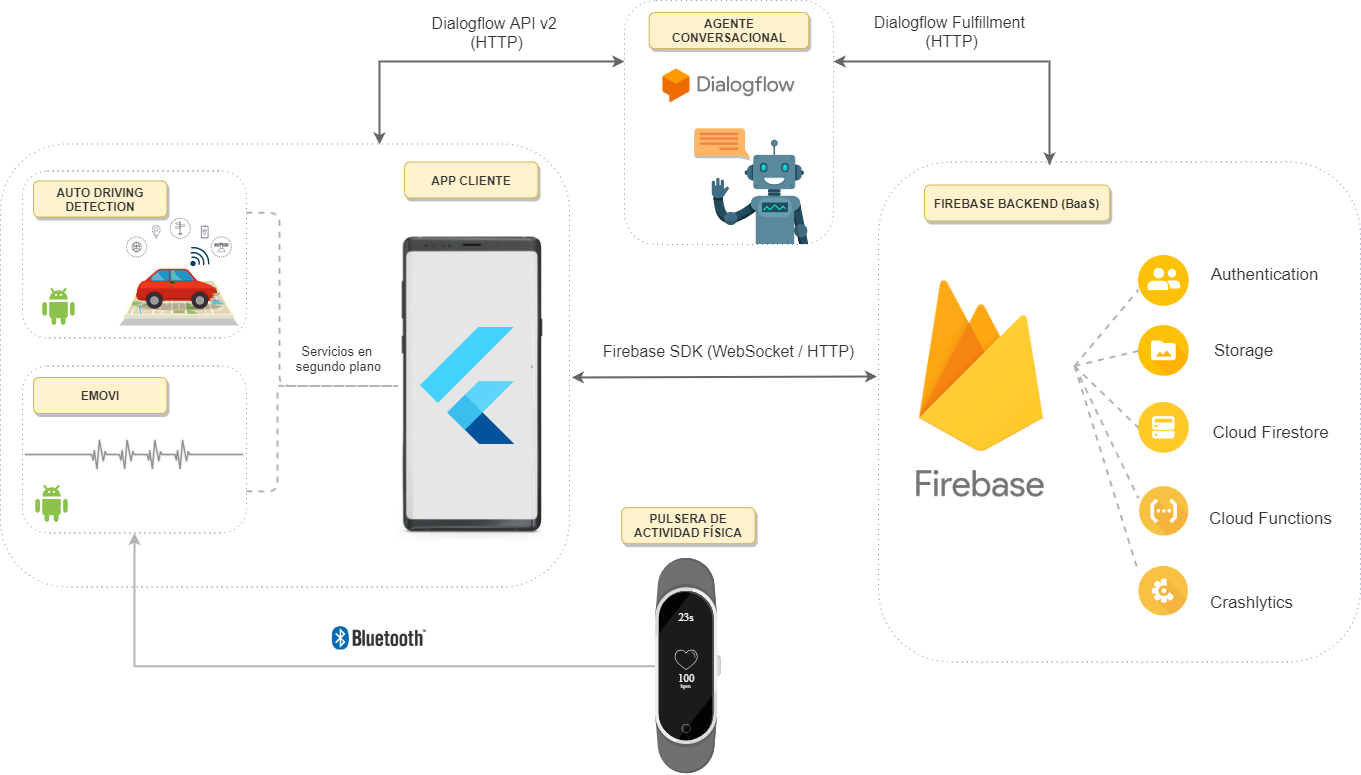 Dialogflow API v2
(HTTP)
AGENTE
CONVERSACIONAL
Dialogflow
Dialogflow Fulfillment
(HTTP)
AUTO DRIVING
DETECTION
APP CLIENTE
FIREBASE BACKEND (BaaS)
Servicios en
segundo plano
EMOVI
Firebase SDK (WebSocket / HTTP)
Firebase
Authentication
Storage
Cloud Firestore
Cloud Functions
Crashlytics
PULSERA DE
ACTIVIDAD FÍSICA
23s
100
bpm
Bluetooth™